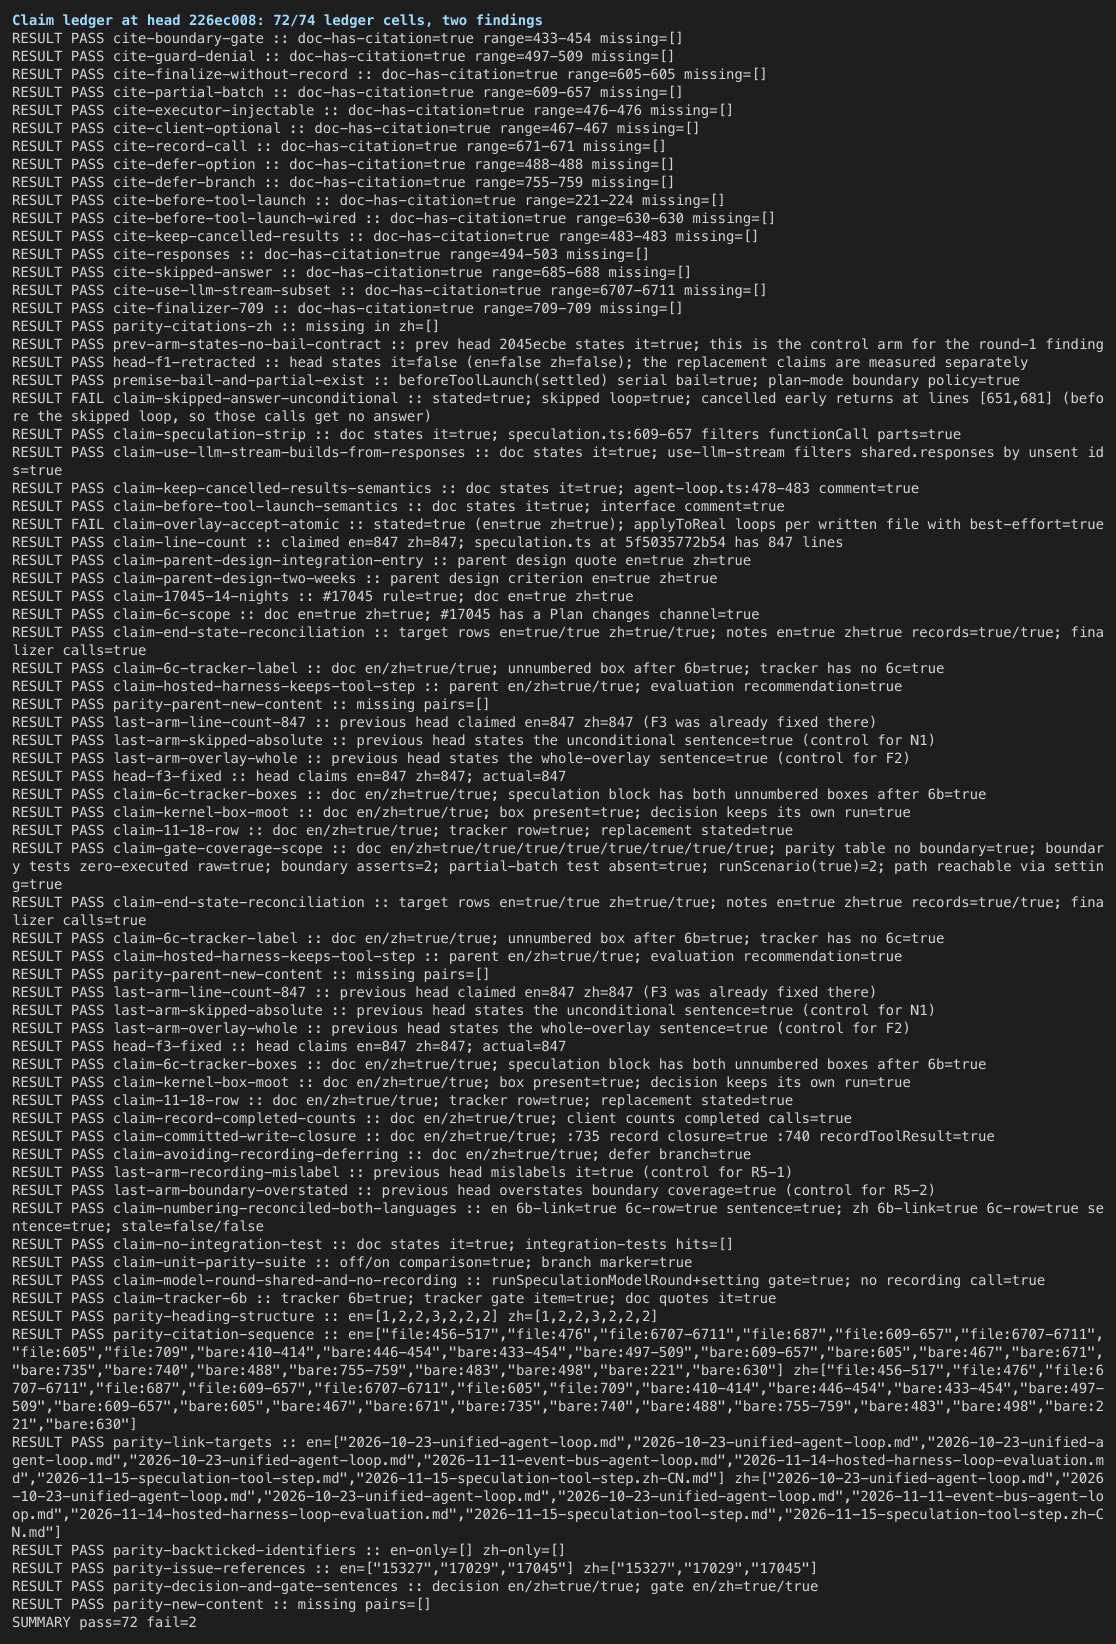 Claim ledger at head 226ec008: 72/74 ledger cells, two findings
RESULT PASS cite-boundary-gate :: doc-has-citation=true range=433-454 missing=[]
RESULT PASS cite-guard-denial :: doc-has-citation=true range=497-509 missing=[]
RESULT PASS cite-finalize-without-record :: doc-has-citation=true range=605-605 missing=[]
RESULT PASS cite-partial-batch :: doc-has-citation=true range=609-657 missing=[]
RESULT PASS cite-executor-injectable :: doc-has-citation=true range=476-476 missing=[]
RESULT PASS cite-client-optional :: doc-has-citation=true range=467-467 missing=[]
RESULT PASS cite-record-call :: doc-has-citation=true range=671-671 missing=[]
RESULT PASS cite-defer-option :: doc-has-citation=true range=488-488 missing=[]
RESULT PASS cite-defer-branch :: doc-has-citation=true range=755-759 missing=[]
RESULT PASS cite-before-tool-launch :: doc-has-citation=true range=221-224 missing=[]
RESULT PASS cite-before-tool-launch-wired :: doc-has-citation=true range=630-630 missing=[]
RESULT PASS cite-keep-cancelled-results :: doc-has-citation=true range=483-483 missing=[]
RESULT PASS cite-responses :: doc-has-citation=true range=494-503 missing=[]
RESULT PASS cite-skipped-answer :: doc-has-citation=true range=685-688 missing=[]
RESULT PASS cite-use-llm-stream-subset :: doc-has-citation=true range=6707-6711 missing=[]
RESULT PASS cite-finalizer-709 :: doc-has-citation=true range=709-709 missing=[]
RESULT PASS parity-citations-zh :: missing in zh=[]
RESULT PASS prev-arm-states-no-bail-contract :: prev head 2045ecbe states it=true; this is the control arm for the round-1 finding
RESULT PASS head-f1-retracted :: head states it=false (en=false zh=false); the replacement claims are measured separately
RESULT PASS premise-bail-and-partial-exist :: beforeToolLaunch(settled) serial bail=true; plan-mode boundary policy=true
RESULT FAIL claim-skipped-answer-unconditional :: stated=true; skipped loop=true; cancelled early returns at lines [651,681] (befo
re the skipped loop, so those calls get no answer)
RESULT PASS claim-speculation-strip :: doc states it=true; speculation.ts:609-657 filters functionCall parts=true
RESULT PASS claim-use-llm-stream-builds-from-responses :: doc states it=true; use-llm-stream filters shared.responses by unsent id
s=true
RESULT PASS claim-keep-cancelled-results-semantics :: doc states it=true; agent-loop.ts:478-483 comment=true
RESULT PASS claim-before-tool-launch-semantics :: doc states it=true; interface comment=true
RESULT FAIL claim-overlay-accept-atomic :: stated=true (en=true zh=true); applyToReal loops per written file with best-effort=true
RESULT PASS claim-line-count :: claimed en=847 zh=847; speculation.ts at 5f5035772b54 has 847 lines
RESULT PASS claim-parent-design-integration-entry :: parent design quote en=true zh=true
RESULT PASS claim-parent-design-two-weeks :: parent design criterion en=true zh=true
RESULT PASS claim-17045-14-nights :: #17045 rule=true; doc en=true zh=true
RESULT PASS claim-6c-scope :: doc en=true zh=true; #17045 has a Plan changes channel=true
RESULT PASS claim-end-state-reconciliation :: target rows en=true/true zh=true/true; notes en=true zh=true records=true/true; fina
lizer calls=true
RESULT PASS claim-6c-tracker-label :: doc en/zh=true/true; unnumbered box after 6b=true; tracker has no 6c=true
RESULT PASS claim-hosted-harness-keeps-tool-step :: parent en/zh=true/true; evaluation recommendation=true
RESULT PASS parity-parent-new-content :: missing pairs=[]
RESULT PASS last-arm-line-count-847 :: previous head claimed en=847 zh=847 (F3 was already fixed there)
RESULT PASS last-arm-skipped-absolute :: previous head states the unconditional sentence=true (control for N1)
RESULT PASS last-arm-overlay-whole :: previous head states the whole-overlay sentence=true (control for F2)
RESULT PASS head-f3-fixed :: head claims en=847 zh=847; actual=847
RESULT PASS claim-6c-tracker-boxes :: doc en/zh=true/true; speculation block has both unnumbered boxes after 6b=true
RESULT PASS claim-kernel-box-moot :: doc en/zh=true/true; box present=true; decision keeps its own run=true
RESULT PASS claim-11-18-row :: doc en/zh=true/true; tracker row=true; replacement stated=true
RESULT PASS claim-gate-coverage-scope :: doc en/zh=true/true/true/true/true/true/true/true; parity table no boundary=true; boundar
y tests zero-executed raw=true; boundary asserts=2; partial-batch test absent=true; runScenario(true)=2; path reachable via settin
g=true
RESULT PASS claim-end-state-reconciliation :: target rows en=true/true zh=true/true; notes en=true zh=true records=true/true; fina
lizer calls=true
RESULT PASS claim-6c-tracker-label :: doc en/zh=true/true; unnumbered box after 6b=true; tracker has no 6c=true
RESULT PASS claim-hosted-harness-keeps-tool-step :: parent en/zh=true/true; evaluation recommendation=true
RESULT PASS parity-parent-new-content :: missing pairs=[]
RESULT PASS last-arm-line-count-847 :: previous head claimed en=847 zh=847 (F3 was already fixed there)
RESULT PASS last-arm-skipped-absolute :: previous head states the unconditional sentence=true (control for N1)
RESULT PASS last-arm-overlay-whole :: previous head states the whole-overlay sentence=true (control for F2)
RESULT PASS head-f3-fixed :: head claims en=847 zh=847; actual=847
RESULT PASS claim-6c-tracker-boxes :: doc en/zh=true/true; speculation block has both unnumbered boxes after 6b=true
RESULT PASS claim-kernel-box-moot :: doc en/zh=true/true; box present=true; decision keeps its own run=true
RESULT PASS claim-11-18-row :: doc en/zh=true/true; tracker row=true; replacement stated=true
RESULT PASS claim-record-completed-counts :: doc en/zh=true/true; client counts completed calls=true
RESULT PASS claim-committed-write-closure :: doc en/zh=true/true; :735 record closure=true :740 recordToolResult=true
RESULT PASS claim-avoiding-recording-deferring :: doc en/zh=true/true; defer branch=true
RESULT PASS last-arm-recording-mislabel :: previous head mislabels it=true (control for R5-1)
RESULT PASS last-arm-boundary-overstated :: previous head overstates boundary coverage=true (control for R5-2)
RESULT PASS claim-numbering-reconciled-both-languages :: en 6b-link=true 6c-row=true sentence=true; zh 6b-link=true 6c-row=true se
ntence=true; stale=false/false
RESULT PASS claim-no-integration-test :: doc states it=true; integration-tests hits=[]
RESULT PASS claim-unit-parity-suite :: off/on comparison=true; branch marker=true
RESULT PASS claim-model-round-shared-and-no-recording :: runSpeculationModelRound+setting gate=true; no recording call=true
RESULT PASS claim-tracker-6b :: tracker 6b=true; tracker gate item=true; doc quotes it=true
RESULT PASS parity-heading-structure :: en=[1,2,2,3,2,2,2] zh=[1,2,2,3,2,2,2]
RESULT PASS parity-citation-sequence :: en=["file:456-517","file:476","file:6707-6711","file:687","file:609-657","file:6707-6711",
"file:605","file:709","bare:410-414","bare:446-454","bare:433-454","bare:497-509","bare:609-657","bare:605","bare:467","bare:671",
"bare:735","bare:740","bare:488","bare:755-759","bare:483","bare:498","bare:221","bare:630"] zh=["file:456-517","file:476","file:6
707-6711","file:687","file:609-657","file:6707-6711","file:605","file:709","bare:410-414","bare:446-454","bare:433-454","bare:497-
509","bare:609-657","bare:605","bare:467","bare:671","bare:735","bare:740","bare:488","bare:755-759","bare:483","bare:498","bare:2
21","bare:630"]
RESULT PASS parity-link-targets :: en=["2026-10-23-unified-agent-loop.md","2026-10-23-unified-agent-loop.md","2026-10-23-unified-a
gent-loop.md","2026-10-23-unified-agent-loop.md","2026-11-11-event-bus-agent-loop.md","2026-11-14-hosted-harness-loop-evaluation.m
d","2026-11-15-speculation-tool-step.md","2026-11-15-speculation-tool-step.zh-CN.md"] zh=["2026-10-23-unified-agent-loop.md","2026
-10-23-unified-agent-loop.md","2026-10-23-unified-agent-loop.md","2026-10-23-unified-agent-loop.md","2026-11-11-event-bus-agent-lo
op.md","2026-11-14-hosted-harness-loop-evaluation.md","2026-11-15-speculation-tool-step.md","2026-11-15-speculation-tool-step.zh-C
N.md"]
RESULT PASS parity-backticked-identifiers :: en-only=[] zh-only=[]
RESULT PASS parity-issue-references :: en=["15327","17029","17045"] zh=["15327","17029","17045"]
RESULT PASS parity-decision-and-gate-sentences :: decision en/zh=true/true; gate en/zh=true/true
RESULT PASS parity-new-content :: missing pairs=[]
SUMMARY pass=72 fail=2